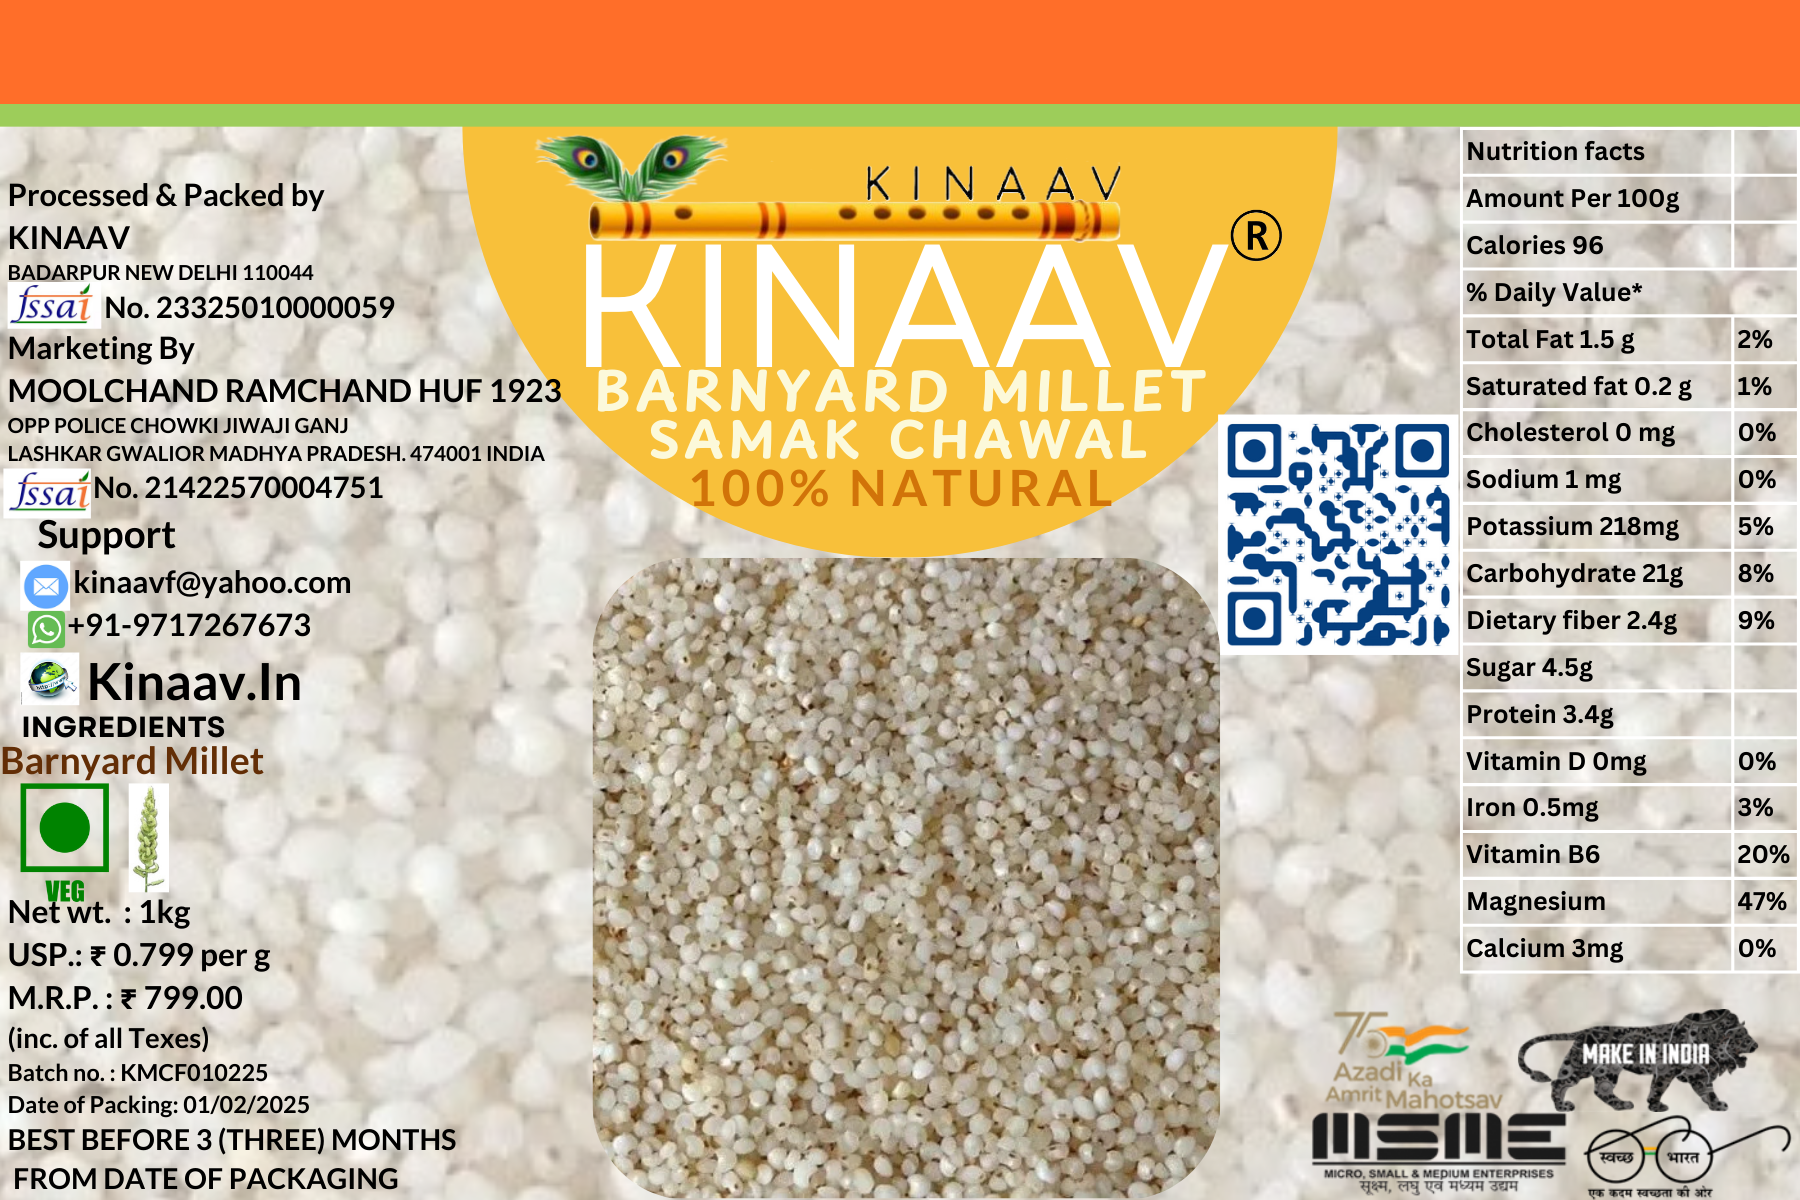 Processed & Packed by
KINAAV
BADARPUR NEW DELHI 110044
fssai No. 23325010000059
Marketing By
MOOLCHAND RAMCHAND HUF 1923
OPP POLICE CHOWKI JIWAJI GANJ
LASHKAR GWALIOR MADHYA PRADESH. 474001 INDIA
fssai No. 21422570004751
Support
kinaavf@yahoo.com
+91-9717267673
Kinaav.In
INGREDIENTS
Barnyard Millet
VEG
Net wt. : 1kg
USP.: ₹ 0.799 per g
M.R.P. : ₹ 799.00
(inc. of all Texes)
Batch no. : KMCF010225
Date of Packing: 01/02/2025
BEST BEFORE 3 (THREE) MONTHS
FROM DATE OF PACKAGING
KINAAV
KINAAV®
BARNYARD MILLET
SAMAK CHAWAL
100% NATURAL
Nutrition facts
Amount Per 100g
Calories 96
% Daily Value*
Total Fat 1.5 g 2%
Saturated fat 0.2 g 1%
Cholesterol 0 mg 0%
Sodium 1 mg 0%
Potassium 218mg 5%
Carbohydrate 21g 8%
Dietary fiber 2.4g 9%
Sugar 4.5g
Protein 3.4g
Vitamin D 0mg 0%
Iron 0.5mg 3%
Vitamin B6 20%
Magnesium 47%
Calcium 3mg 0%
75
Azadi Ka
Amrit Mahotsav
MAKE IN INDIA
MSME
MICRO, SMALL & MEDIUM ENTERPRISES
सूक्ष्म, लघु एवं मध्यम उद्यम
स्वच्छ भारत
एक कदम स्वच्छता की ओर